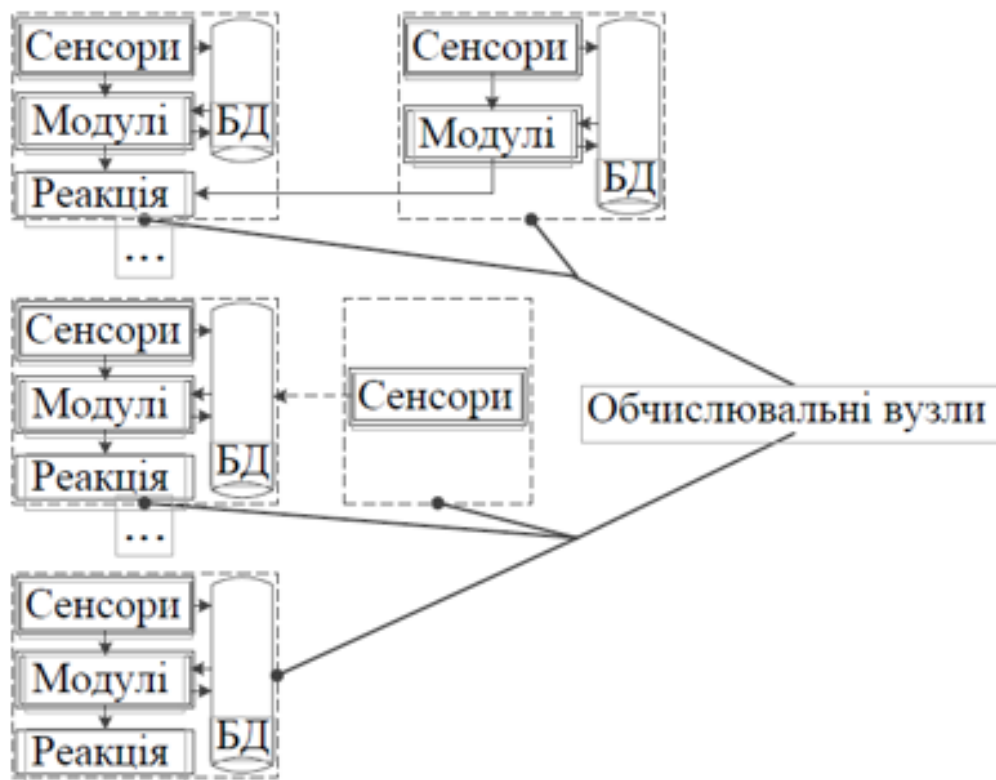 Сенсори
Модулі
БД
Реакція
...
Сенсори
Модулі
БД
Сенсори
Модулі
Реакція
БД
...
Сенсори
Обчислювальні вузли
Сенсори
Модулі
Реакція
БД